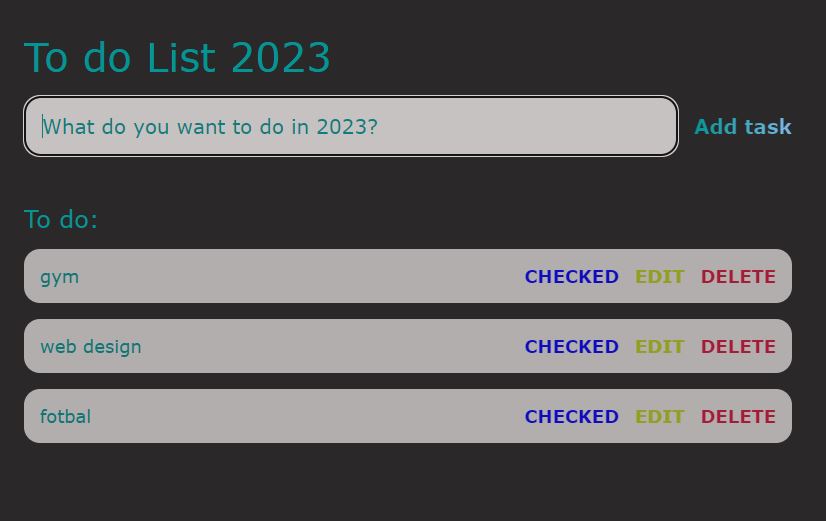 To do List 2023
What do you want to do in 2023? Add task
To do:
gym CHECKED EDIT DELETE
web design CHECKED EDIT DELETE
fotbal CHECKED EDIT DELETE